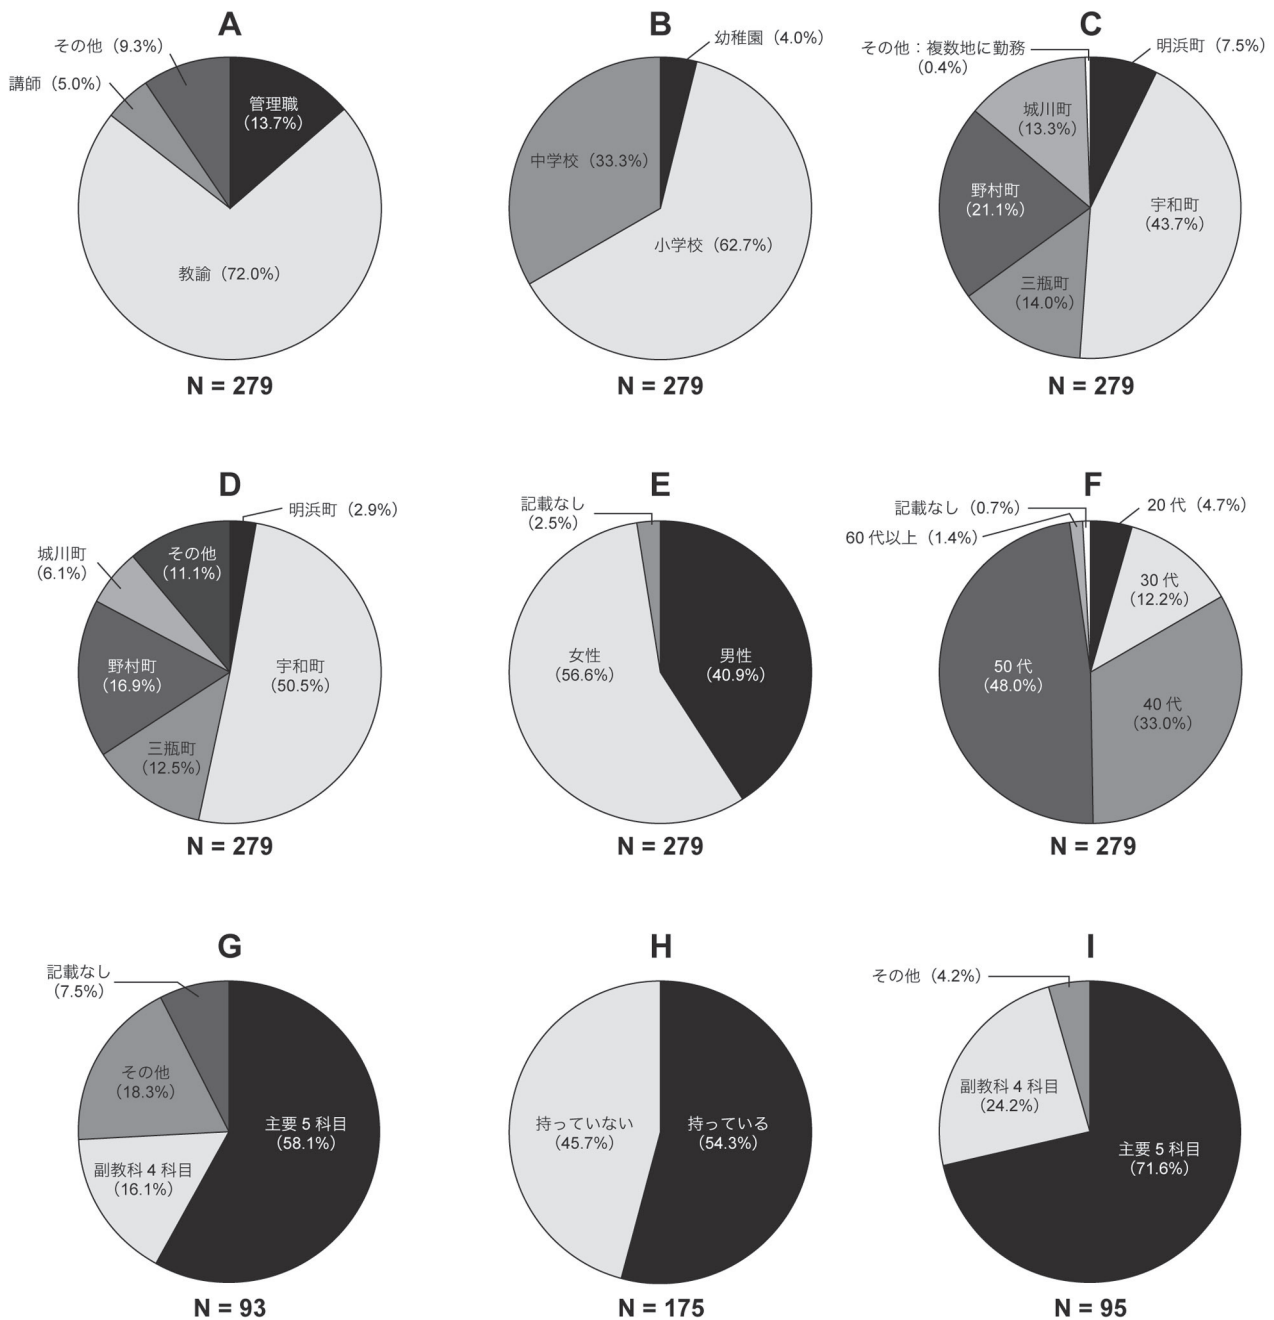 A
その他（9.3%）
講師（5.0%）
管理職
（13.7%）
教諭（72.0%）
N = 279
B
幼稚園（4.0%）
中学校（33.3%）
小学校（62.7%）
N = 279
C
その他：複数地に勤務
（0.4%）
明浜町（7.5%）
城川町
（13.3%）
野村町
（21.1%）
宇和町
（43.7%）
三瓶町
（14.0%）
N = 279
D
明浜町（2.9%）
城川町
（6.1%）
その他
（11.1%）
野村町
（16.9%）
宇和町
（50.5%）
三瓶町
（12.5%）
N = 279
E
記載なし
（2.5%）
女性
（56.6%）
男性
（40.9%）
N = 279
F
記載なし（0.7%）
60 代以上（1.4%）
20 代（4.7%）
30 代
（12.2%）
50 代
（48.0%）
40 代
（33.0%）
N = 279
G
記載なし
（7.5%）
その他
（18.3%）
主要 5 科目
（58.1%）
副教科 4 科目
（16.1%）
N = 93
H
持っていない
（45.7%）
持っている
（54.3%）
N = 175
I
その他（4.2%）
副教科 4 科目
（24.2%）
主要 5 科目
（71.6%）
N = 95